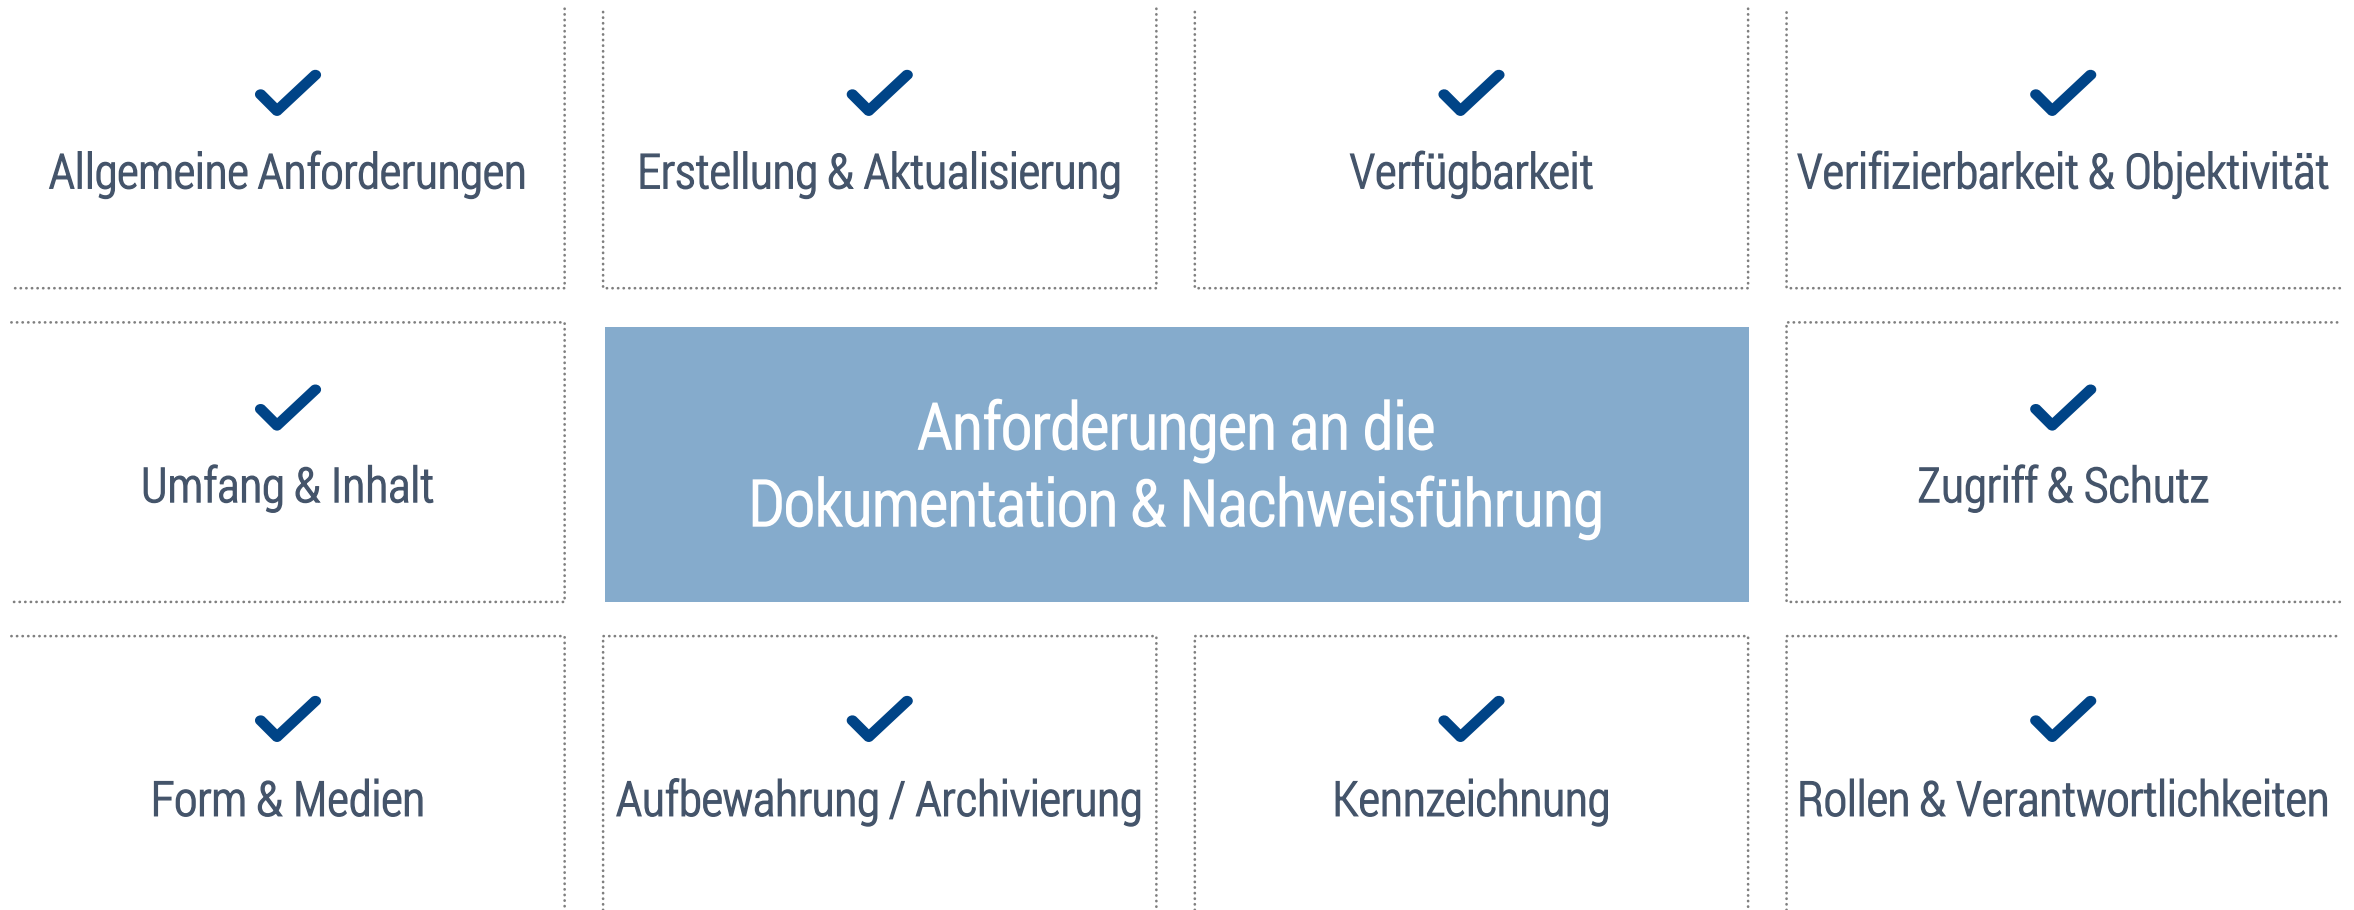 Allgemeine Anforderungen
Erstellung & Aktualisierung
Verfügbarkeit
Verifizierbarkeit & Objektivität
Umfang & Inhalt
Anforderungen an die
Dokumentation & Nachweisführung
Zugriff & Schutz
Form & Medien
Aufbewahrung / Archivierung
Kennzeichnung
Rollen & Verantwortlichkeiten